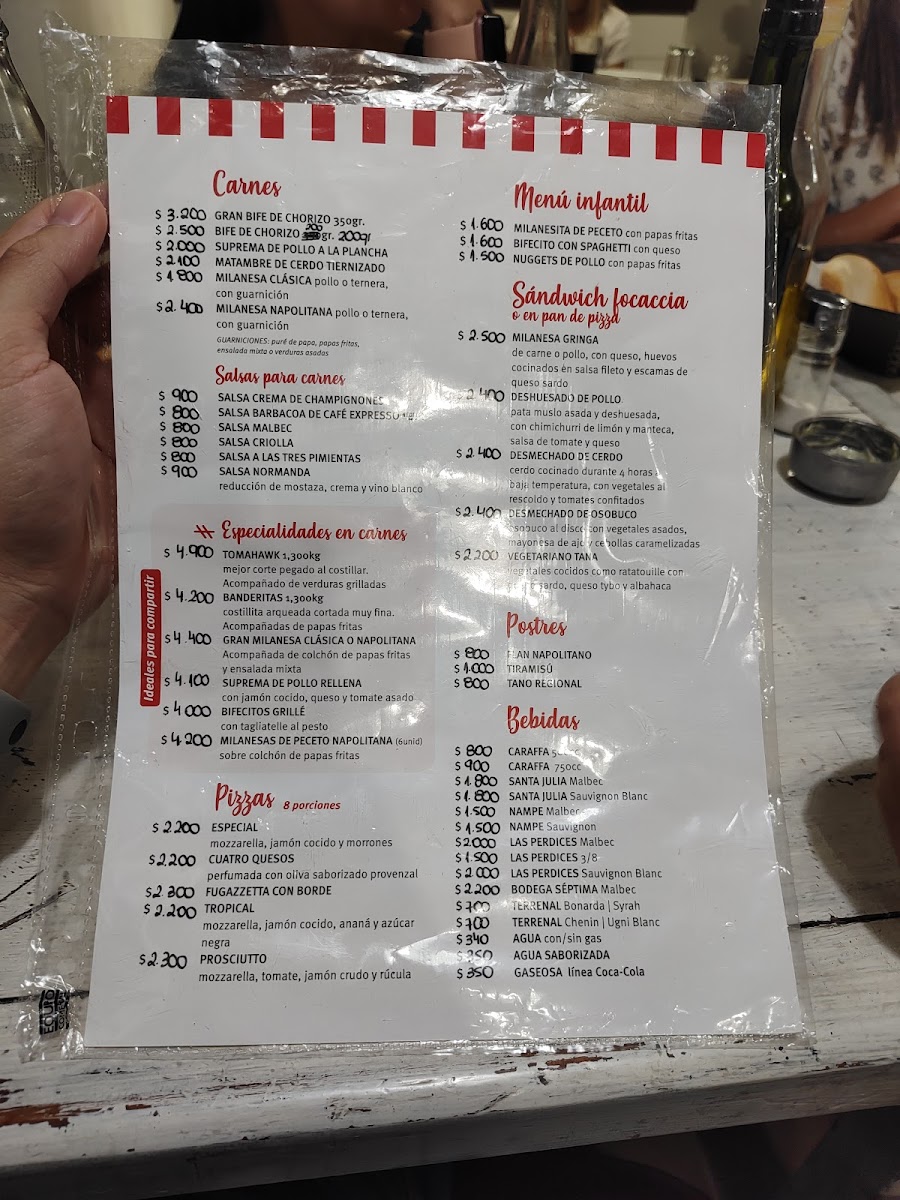 Carnes
$ 3.200 GRAN BIFE DE CHORIZO 350gr.
$ 2.500 BIFE DE CHORIZO gr. 200gr
$ 2.000 SUPREMA DE POLLO A LA PLANCHA
$ 2.100 MATAMBRE DE CERDO TIERNIZADO
$ 1.800 MILANESA CLÁSICA pollo o ternera,
con guarnición
$ 2.400 MILANESA NAPOLITANA pollo o ternera,
con guarnición
GUARNICIONES: puré de papa, papas fritas,
ensalada mixta o verduras asadas
Salsas para carnes
$ 900 SALSA CREMA DE CHAMPIGNONES
$ 800 SALSA BARBACOA DE CAFÉ EXPRESSO
$ 800 SALSA MALBEC
$ 800 SALSA CRIOLLA
$ 800 SALSA A LAS TRES PIMIENTAS
$ 900 SALSA NORMANDA
reducción de mostaza, crema y vino blanco
Especialidades en carnes
Ideales para compartir
$ 4.900 TOMAHAWK 1,300kg
mejor corte pegado al costillar.
Acompañado de verduras grilladas
$ 4.200 BANDERITAS 1,300kg
costillita arqueada cortada muy fina.
Acompañadas de papas fritas
$ 4.400 GRAN MILANESA CLÁSICA O NAPOLITANA
Acompañada de colchón de papas fritas
y ensalada mixta
$ 4.100 SUPREMA DE POLLO RELLENA
con jamón cocido, queso y tomate asado
$ 4.000 BIFECITOS GRILLÉ
con tagliatelle al pesto
$ 4.200 MILANESAS DE PECETO NAPOLITANA (6unid)
sobre colchón de papas fritas
Pizzas 8 porciones
$ 2.200 ESPECIAL
mozzarella, jamón cocido y morrones
$ 2.200 CUATRO QUESOS
perfumada con oliva saborizado provenzal
$ 2.300 FUGAZZETTA CON BORDE
$ 2.200 TROPICAL
mozzarella, jamón cocido, ananá y azúcar
negra
$ 2.300 PROSCIUTTO
mozzarella, tomate, jamón crudo y rúcula
Menú infantil
$ 1.600 MILANESITA DE PECETO con papas fritas
$ 1.600 BIFECITO CON SPAGHETTI con queso
$ 1.500 NUGGETS DE POLLO con papas fritas
Sándwich focaccia
o en pan de pizza
$ 2.500 MILANESA GRINGA
de carne o pollo, con queso, huevos
cocinados en salsa fileto y escamas de
queso sardo
2.400 DESHUESADO DE POLLO
pata muslo asada y deshuesada,
con chimichurri de limón y manteca,
salsa de tomate y queso
$ 2.400 DESMECHADO DE CERDO
cerdo cocinado durante 4 horas a
baja temperatura, con vegetales al
rescoldo y tomates confitados
$ 2.400 DESMECHADO DE OSOBUCO
osobuco al disco con vegetales asados,
mayonesa de ajo y cebollas caramelizadas
$ 2.200 VEGETARIANO TANA
vegetales cocidos como ratatouille con
sardo, queso tybo y albahaca
Postres
$ 800 FLAN NAPOLITANO
$ 1.000 TIRAMISÚ
$ 800 TANO REGIONAL
Bebidas
$ 800 CARAFFA
$ 900 CARAFFA 750cc
$ 1.800 SANTA JULIA Malbec
$ 1.800 SANTA JULIA Sauvignon Blanc
$ 1.500 NAMPE Malbec
$ 1.500 NAMPE Sauvignon
$ 2.000 LAS PERDICES Malbec
$ 1.500 LAS PERDICES 3/8
$ 2.000 LAS PERDICES Sauvignon Blanc
$ 2.200 BODEGA SÉPTIMA Malbec
$ 700 TERRENAL Bonarda | Syrah
$ 700 TERRENAL Chenin | Ugni Blanc
$ 340 AGUA con/sin gas
AGUA SABORIZADA
$ 350 GASEOSA línea Coca-Cola